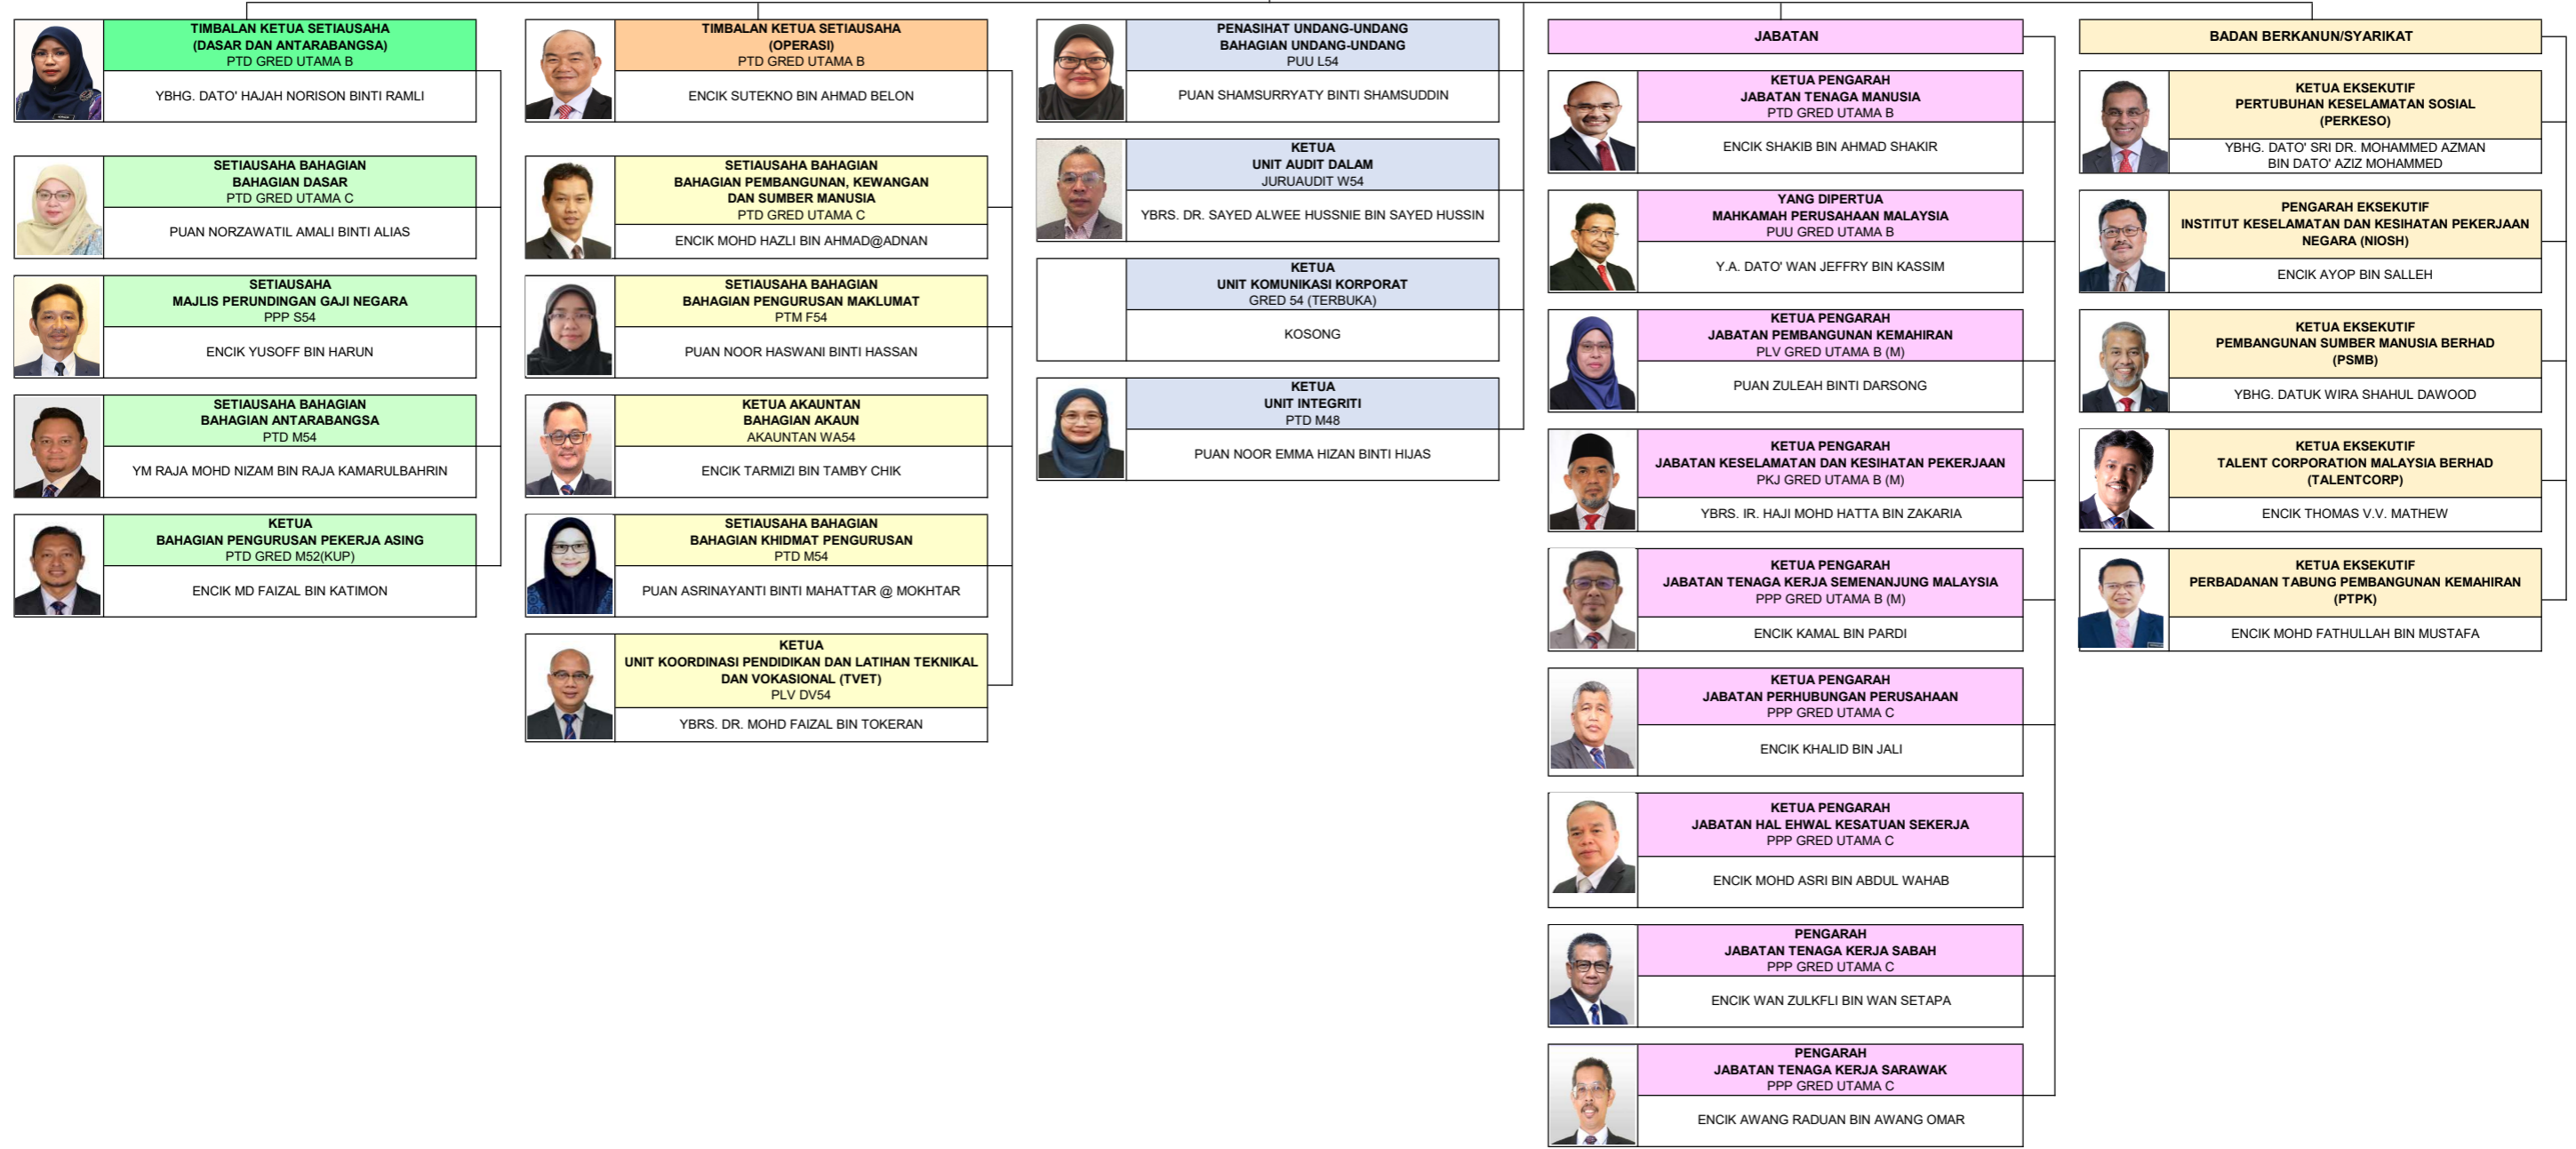 TIMBALAN KETUA SETIAUSAHA
(DASAR DAN ANTARABANGSA)
PTD GRED UTAMA B
YBHG. DATO' HAJAH NORISON BINTI RAMLI
SETIAUSAHA BAHAGIAN
BAHAGIAN DASAR
PTD GRED UTAMA C
PUAN NORZAWATIL AMALI BINTI ALIAS
SETIAUSAHA
MAJLIS PERUNDINGAN GAJI NEGARA
PPP S54
ENCIK YUSOFF BIN HARUN
SETIAUSAHA BAHAGIAN
BAHAGIAN ANTARABANGSA
PTD M54
YM RAJA MOHD NIZAM BIN RAJA KAMARULBAHRIN
KETUA
BAHAGIAN PENGURUSAN PEKERJA ASING
PTD GRED M52(KUP)
ENCIK MD FAIZAL BIN KATIMON
TIMBALAN KETUA SETIAUSAHA
(OPERASI)
PTD GRED UTAMA B
ENCIK SUTEKNO BIN AHMAD BELON
SETIAUSAHA BAHAGIAN
BAHAGIAN PEMBANGUNAN, KEWANGAN
DAN SUMBER MANUSIA
PTD GRED UTAMA C
ENCIK MOHD HAZLI BIN AHMAD@ADNAN
SETIAUSAHA BAHAGIAN
BAHAGIAN PENGURUSAN MAKLUMAT
PTM F54
PUAN NOOR HASWANI BINTI HASSAN
KETUA AKAUNTAN
BAHAGIAN AKAUN
AKAUNTAN WA54
ENCIK TARMIZI BIN TAMBY CHIK
SETIAUSAHA BAHAGIAN
BAHAGIAN KHIDMAT PENGURUSAN
PTD M54
PUAN ASRINAYANTI BINTI MAHATTAR @ MOKHTAR
KETUA
UNIT KOORDINASI PENDIDIKAN DAN LATIHAN TEKNIKAL
DAN VOKASIONAL (TVET)
PLV DV54
YBRS. DR. MOHD FAIZAL BIN TOKERAN
PENASIHAT UNDANG-UNDANG
BAHAGIAN UNDANG-UNDANG
PUU L54
PUAN SHAMSURRYATY BINTI SHAMSUDDIN
KETUA
UNIT AUDIT DALAM
JURUAUDIT W54
YBRS. DR. SAYED ALWEE HUSSNIE BIN SAYED HUSSIN
KETUA
UNIT KOMUNIKASI KORPORAT
GRED 54 (TERBUKA)
KOSONG
KETUA
UNIT INTEGRITI
PTD M48
PUAN NOOR EMMA HIZAN BINTI HIJAS
JABATAN
KETUA PENGARAH
JABATAN TENAGA MANUSIA
PTD GRED UTAMA B
ENCIK SHAKIB BIN AHMAD SHAKIR
YANG DIPERTUA
MAHKAMAH PERUSAHAAN MALAYSIA
PUU GRED UTAMA B
Y.A. DATO' WAN JEFFRY BIN KASSIM
KETUA PENGARAH
JABATAN PEMBANGUNAN KEMAHIRAN
PLV GRED UTAMA B (M)
PUAN ZULEAH BINTI DARSONG
KETUA PENGARAH
JABATAN KESELAMATAN DAN KESIHATAN PEKERJAAN
PKJ GRED UTAMA B (M)
YBRS. IR. HAJI MOHD HATTA BIN ZAKARIA
KETUA PENGARAH
JABATAN TENAGA KERJA SEMENANJUNG MALAYSIA
PPP GRED UTAMA B (M)
ENCIK KAMAL BIN PARDI
KETUA PENGARAH
JABATAN PERHUBUNGAN PERUSAHAAN
PPP GRED UTAMA C
ENCIK KHALID BIN JALI
KETUA PENGARAH
JABATAN HAL EHWAL KESATUAN SEKERJA
PPP GRED UTAMA C
ENCIK MOHD ASRI BIN ABDUL WAHAB
PENGARAH
JABATAN TENAGA KERJA SABAH
PPP GRED UTAMA C
ENCIK WAN ZULKFLI BIN WAN SETAPA
PENGARAH
JABATAN TENAGA KERJA SARAWAK
PPP GRED UTAMA C
ENCIK AWANG RADUAN BIN AWANG OMAR
BADAN BERKANUN/SYARIKAT
KETUA EKSEKUTIF
PERTUBUHAN KESELAMATAN SOSIAL
(PERKESO)
YBHG. DATO' SRI DR. MOHAMMED AZMAN
BIN DATO' AZIZ MOHAMMED
PENGARAH EKSEKUTIF
INSTITUT KESELAMATAN DAN KESIHATAN PEKERJAAN
NEGARA (NIOSH)
ENCIK AYOP BIN SALLEH
KETUA EKSEKUTIF
PEMBANGUNAN SUMBER MANUSIA BERHAD
(PSMB)
YBHG. DATUK WIRA SHAHUL DAWOOD
KETUA EKSEKUTIF
TALENT CORPORATION MALAYSIA BERHAD
(TALENTCORP)
ENCIK THOMAS V.V. MATHEW
KETUA EKSEKUTIF
PERBADANAN TABUNG PEMBANGUNAN KEMAHIRAN
(PTPK)
ENCIK MOHD FATHULLAH BIN MUSTAFA